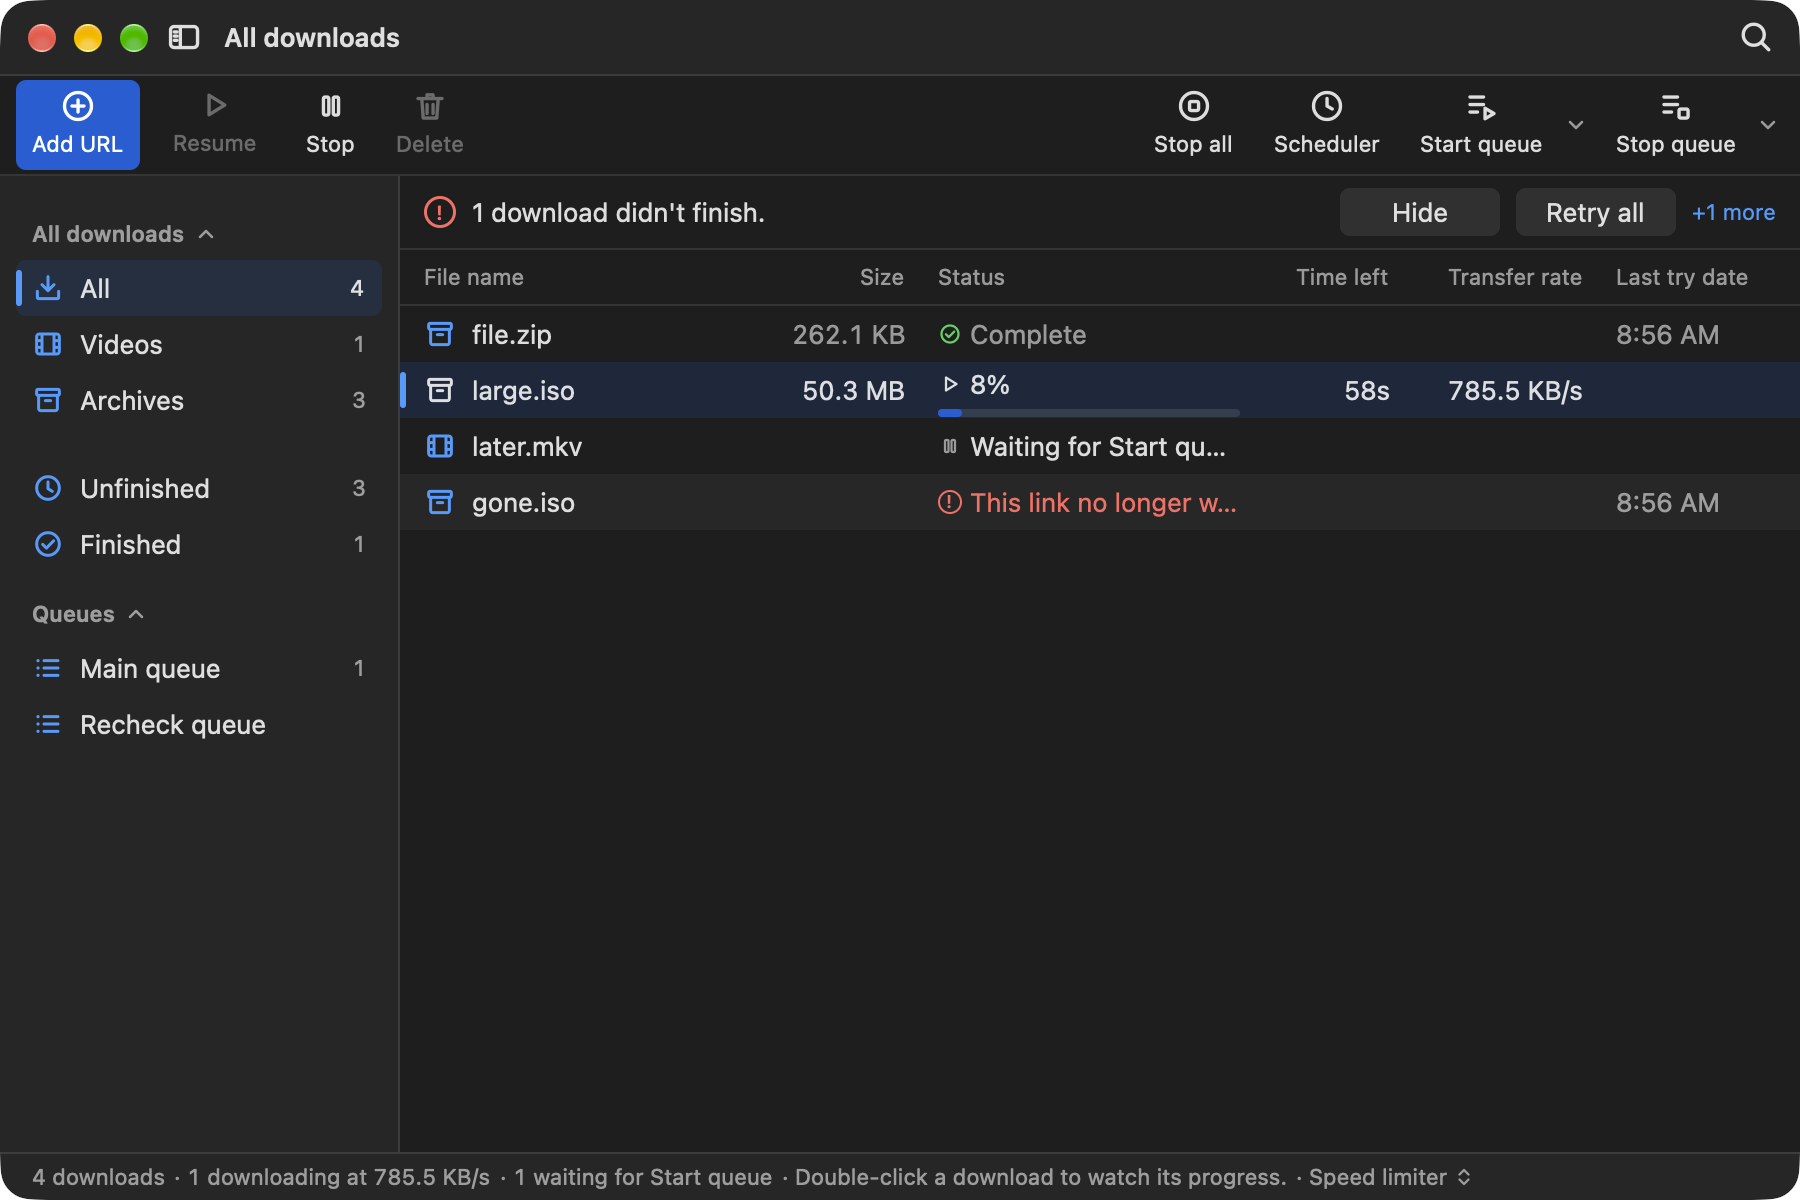 All downloads
Add URL
Resume
Stop
Delete
Stop all
Scheduler
Start queue
Stop queue
All downloads
All 4
Videos 1
Archives 3
Unfinished 3
Finished 1
Queues
Main queue 1
Recheck queue
1 download didn't finish.
Hide
Retry all
+1 more
File name Size Status Time left Transfer rate Last try date
file.zip 262.1 KB Complete 8:56 AM
large.iso 50.3 MB 8% 58s 785.5 KB/s
later.mkv Waiting for Start qu...
gone.iso This link no longer w... 8:56 AM
4 downloads · 1 downloading at 785.5 KB/s · 1 waiting for Start queue · Double-click a download to watch its progress. · Speed limiter